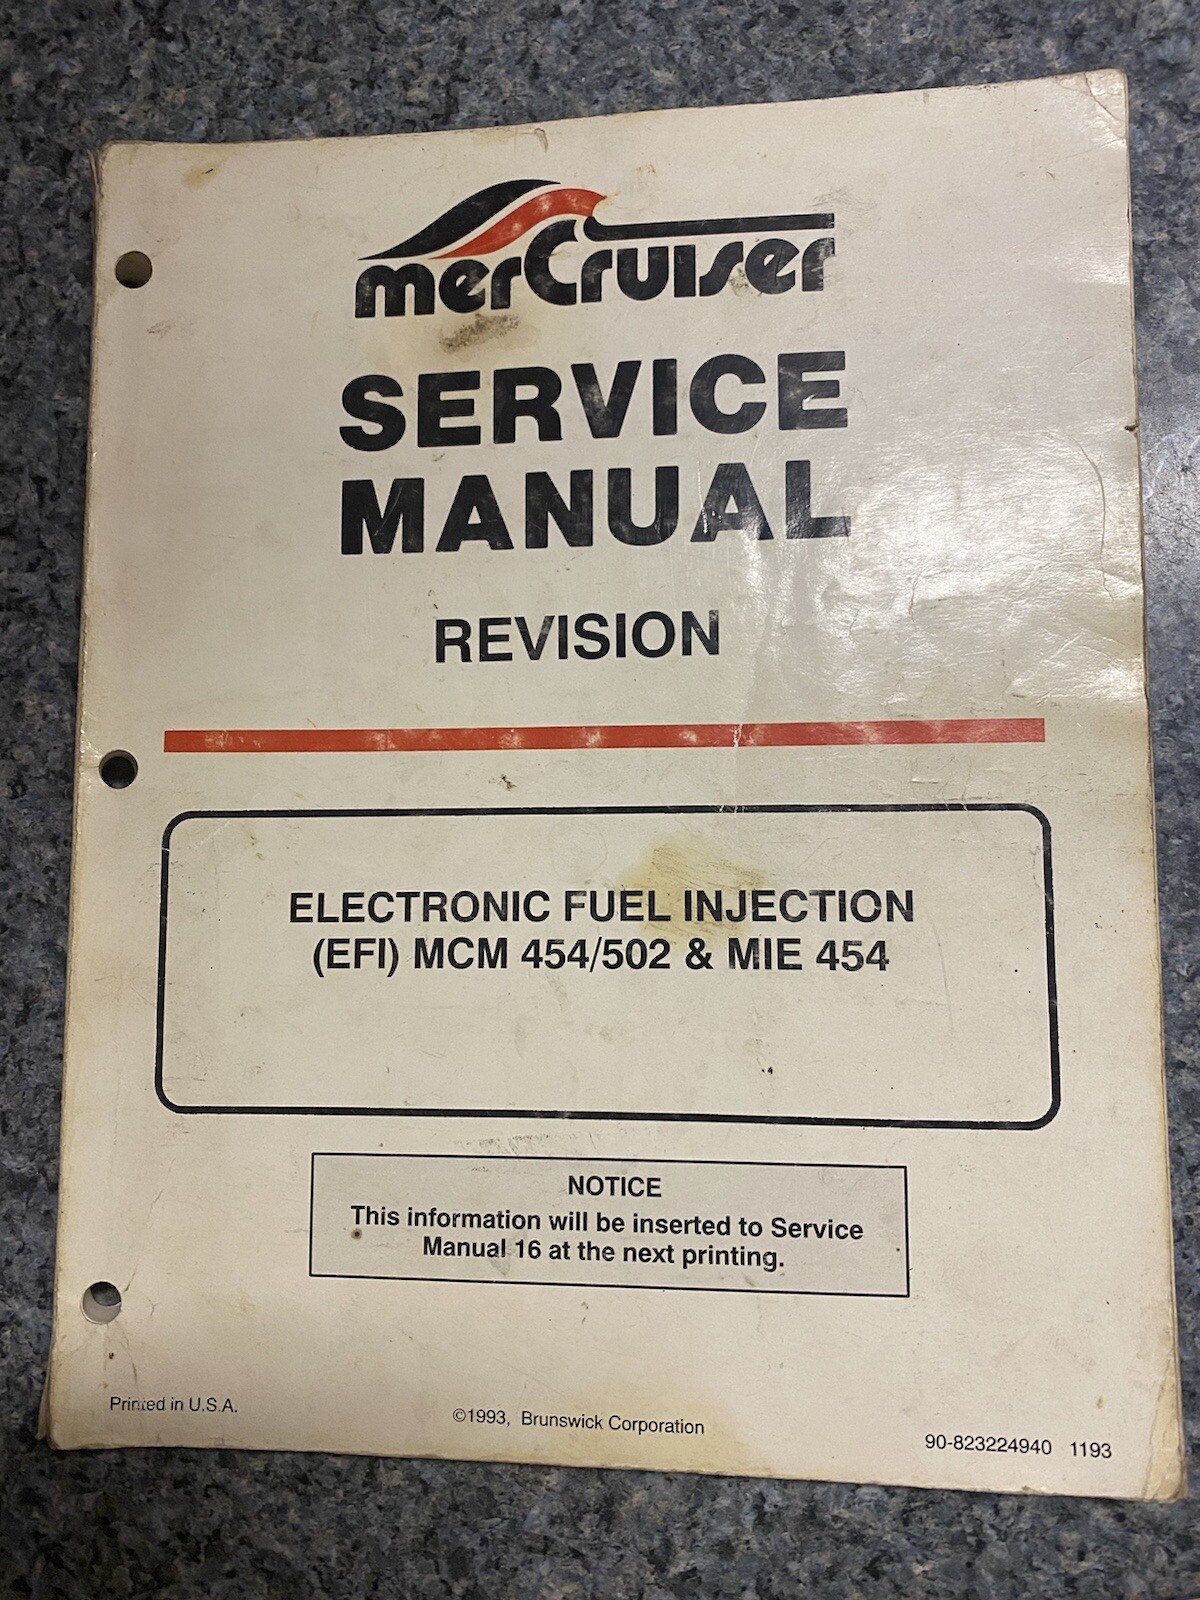 merCruiser
SERVICE
MANUAL
REVISION
ELECTRONIC FUEL INJECTION
(EFI) MCM 454/502 & MIE 454
NOTICE
This information will be inserted to Service
Manual 16 at the next printing.
Printed in U.S.A.
©1993, Brunswick Corporation
90-823224940 1193